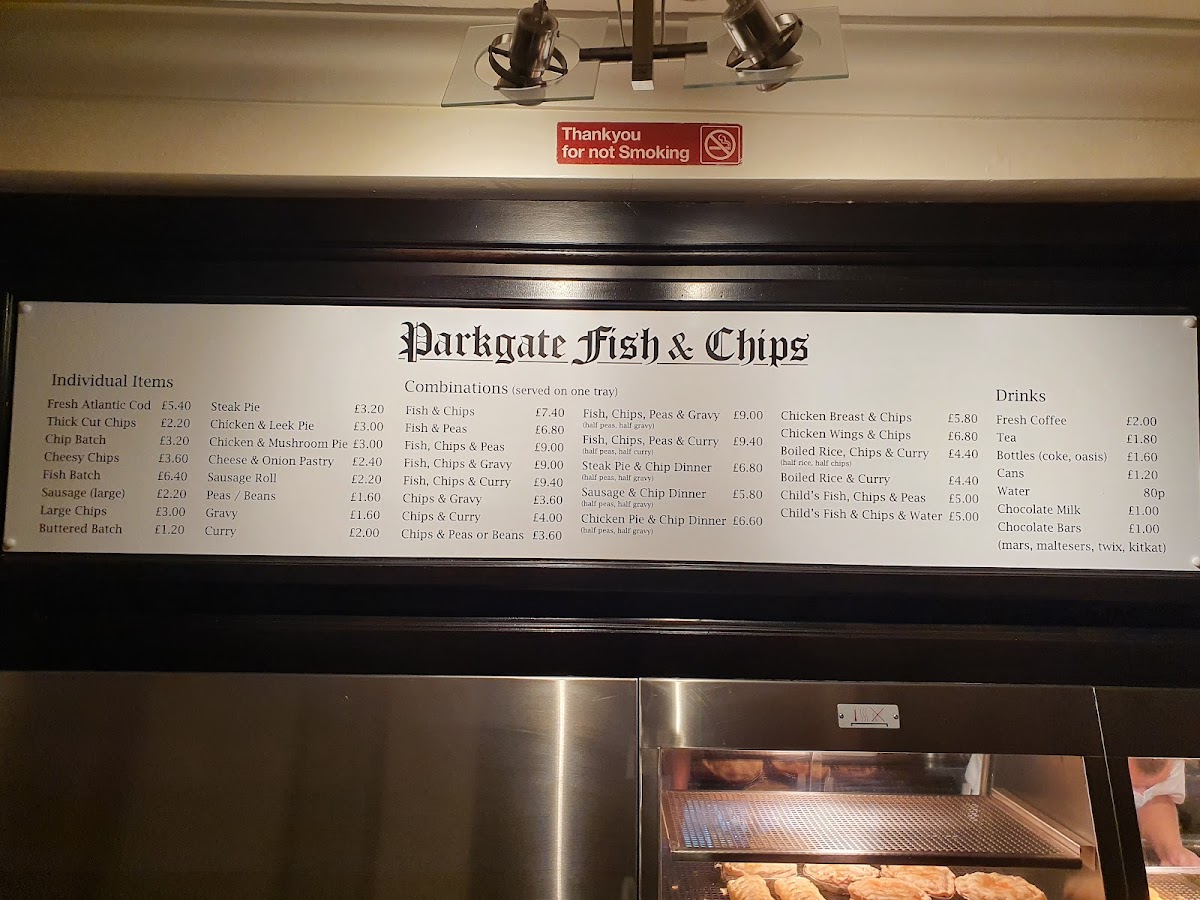 Thankyou
for not Smoking
Parkgate Fish & Chips
Individual Items
Fresh Atlantic Cod £5.40
Thick Cut Chips £2.20
Chip Batch £3.20
Cheesy Chips £3.60
Fish Batch £6.40
Sausage (large) £2.20
Large Chips £3.00
Buttered Batch £1.20
Steak Pie £3.20
Chicken & Leek Pie £3.00
Chicken & Mushroom Pie £3.00
Cheese & Onion Pastry £2.40
Sausage Roll £2.20
Peas / Beans £1.60
Gravy £1.60
Curry £2.00
Combinations (served on one tray)
Fish & Chips £7.40
Fish & Peas £6.80
Fish, Chips & Peas £9.00
Fish, Chips & Gravy £9.00
Fish, Chips & Curry £9.40
Chips & Gravy £3.60
Chips & Curry £4.00
Chips & Peas or Beans £3.60
Fish, Chips, Peas & Gravy £9.00
(half peas, half gravy)
Fish, Chips, Peas & Curry £9.40
(half peas, half curry)
Steak Pie & Chip Dinner £6.80
(half peas, half gravy)
Sausage & Chip Dinner £5.80
(half peas, half gravy)
Chicken Pie & Chip Dinner £6.60
(half peas, half gravy)
Chicken Breast & Chips £5.80
Chicken Wings & Chips £6.80
Boiled Rice, Chips & Curry £4.40
(half rice, half chips)
Boiled Rice & Curry £4.40
Child's Fish, Chips & Peas £5.00
Child's Fish & Chips & Water £5.00
Drinks
Fresh Coffee £2.00
Tea £1.80
Bottles (coke, oasis) £1.60
Cans £1.20
Water 80p
Chocolate Milk £1.00
Chocolate Bars £1.00
(mars, maltesers, twix, kitkat)